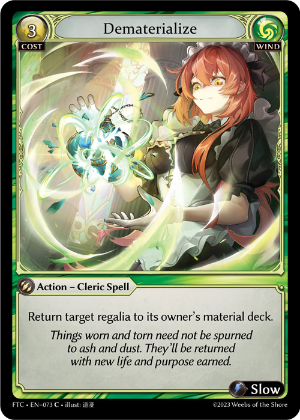 3
Dematerialize
COST
WIND
Action – Cleric Spell
Return target regalia to its owner's material deck.
Things worn and torn need not be spurned
to ash and dust. They'll be returned
with new life and purpose earned.
FTC • EN-073 C • illust: 道溪
Slow
©2023 Weebs of the Shore